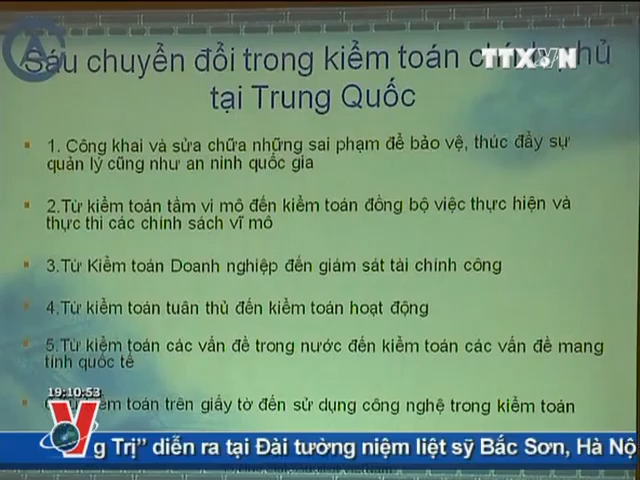 Sáu chuyển đổi trong kiểm toán
TTXVN
tại Trung Quốc
1. Công khai và sửa chữa những sai phạm để bảo vệ, thúc đẩy sự
quản lý cũng như an ninh quốc gia
2.Từ kiểm toán tầm vi mô đến kiểm toán đồng bộ việc thực hiện và
thực thi các chính sách vĩ mô
3.Từ Kiểm toán Doanh nghiệp đến giám sát tài chính công
4.Từ kiểm toán tuân thủ đến kiểm toán hoạt động
5.Từ kiểm toán các vấn đề trong nước đến kiểm toán các vấn đề mang
tính quốc tế
19:10:53
toán trên giấy tờ đến sử dụng công nghệ trong kiểm toán
g Trị” diễn ra tại Đài tưởng niệm liệt sỹ Bắc Sơn, Hà Nộ